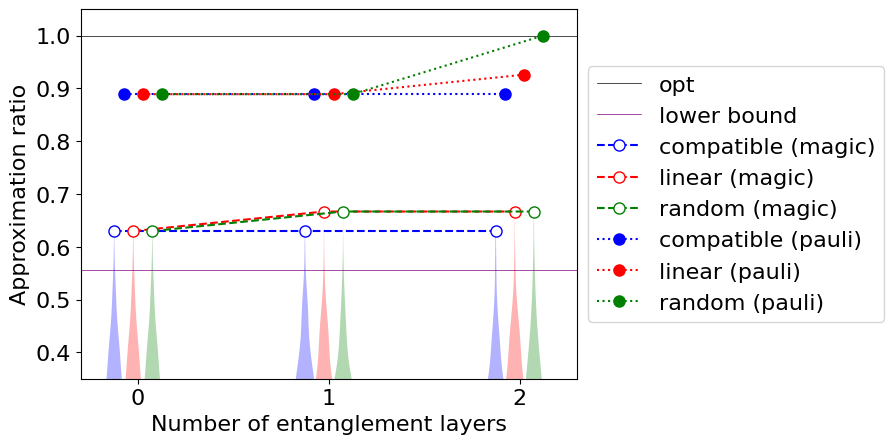 Approximation ratio
1.0
0.9
0.8
0.7
0.6
0.5
0.4
0
1
2
Number of entanglement layers
opt
lower bound
compatible (magic)
linear (magic)
random (magic)
compatible (pauli)
linear (pauli)
random (pauli)